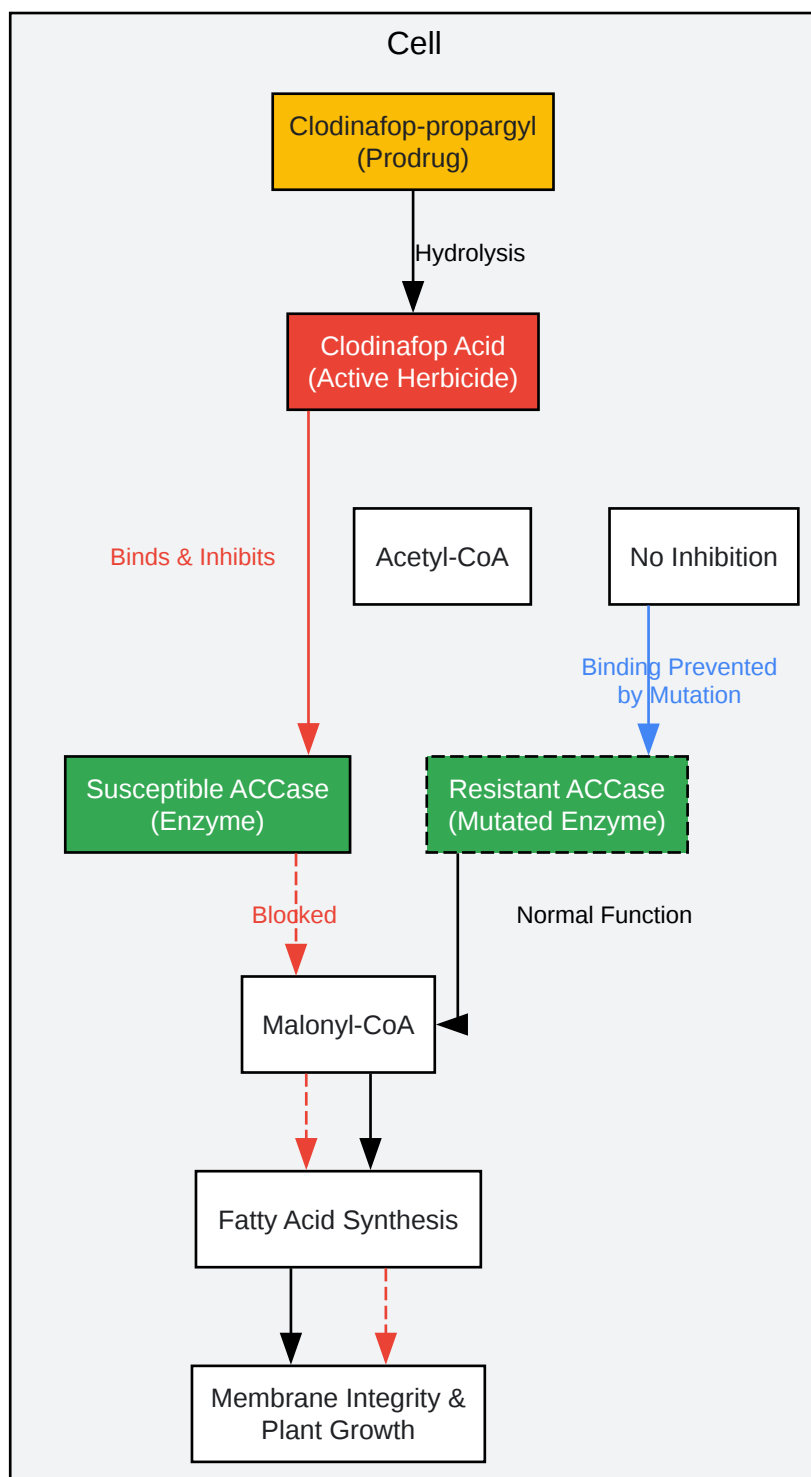 Cell
Clodinafop-propargyl
(Prodrug)
Hydrolysis
Clodinafop Acid
(Active Herbicide)
Binds & Inhibits
Acetyl-CoA
No Inhibition
Binding Prevented
by Mutation
Susceptible ACCase
(Enzyme)
Resistant ACCase
(Mutated Enzyme)
Blocked
Normal Function
Malonyl-CoA
Fatty Acid Synthesis
Membrane Integrity &
Plant Growth